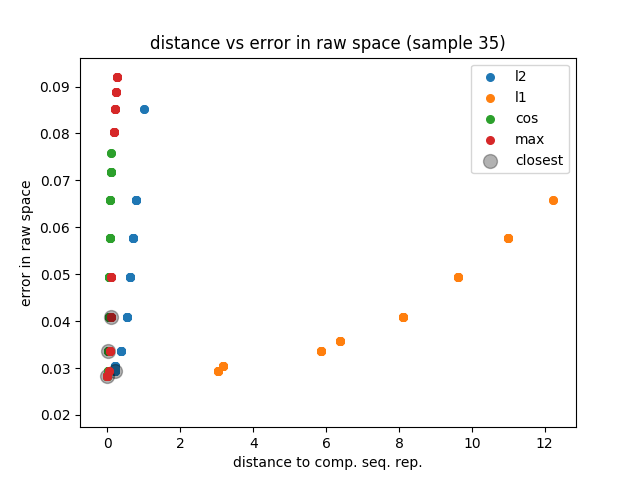 distance vs error in raw space (sample 35)
l2
l1
cos
max
closest
error in raw space
0.09
0.08
0.07
0.06
0.05
0.04
0.03
0.02
0 2 4 6 8 10 12
distance to comp. seq. rep.